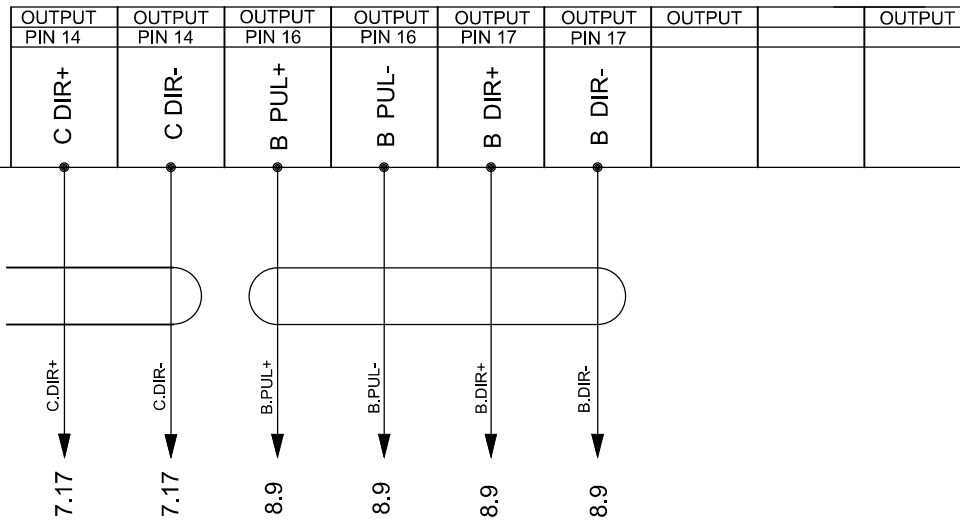 OUTPUT OUTPUT OUTPUT OUTPUT OUTPUT OUTPUT OUTPUT OUTPUT
PIN 14 PIN 14 PIN 16 PIN 16 PIN 17 PIN 17
C DIR+ C DIR- B PUL+ B PUL- B DIR+ B DIR-
C.DIR+ C.DIR- B.PUL+ B.PUL- B.DIR+ B.DIR-
7.17 7.17 8.9 8.9 8.9 8.9